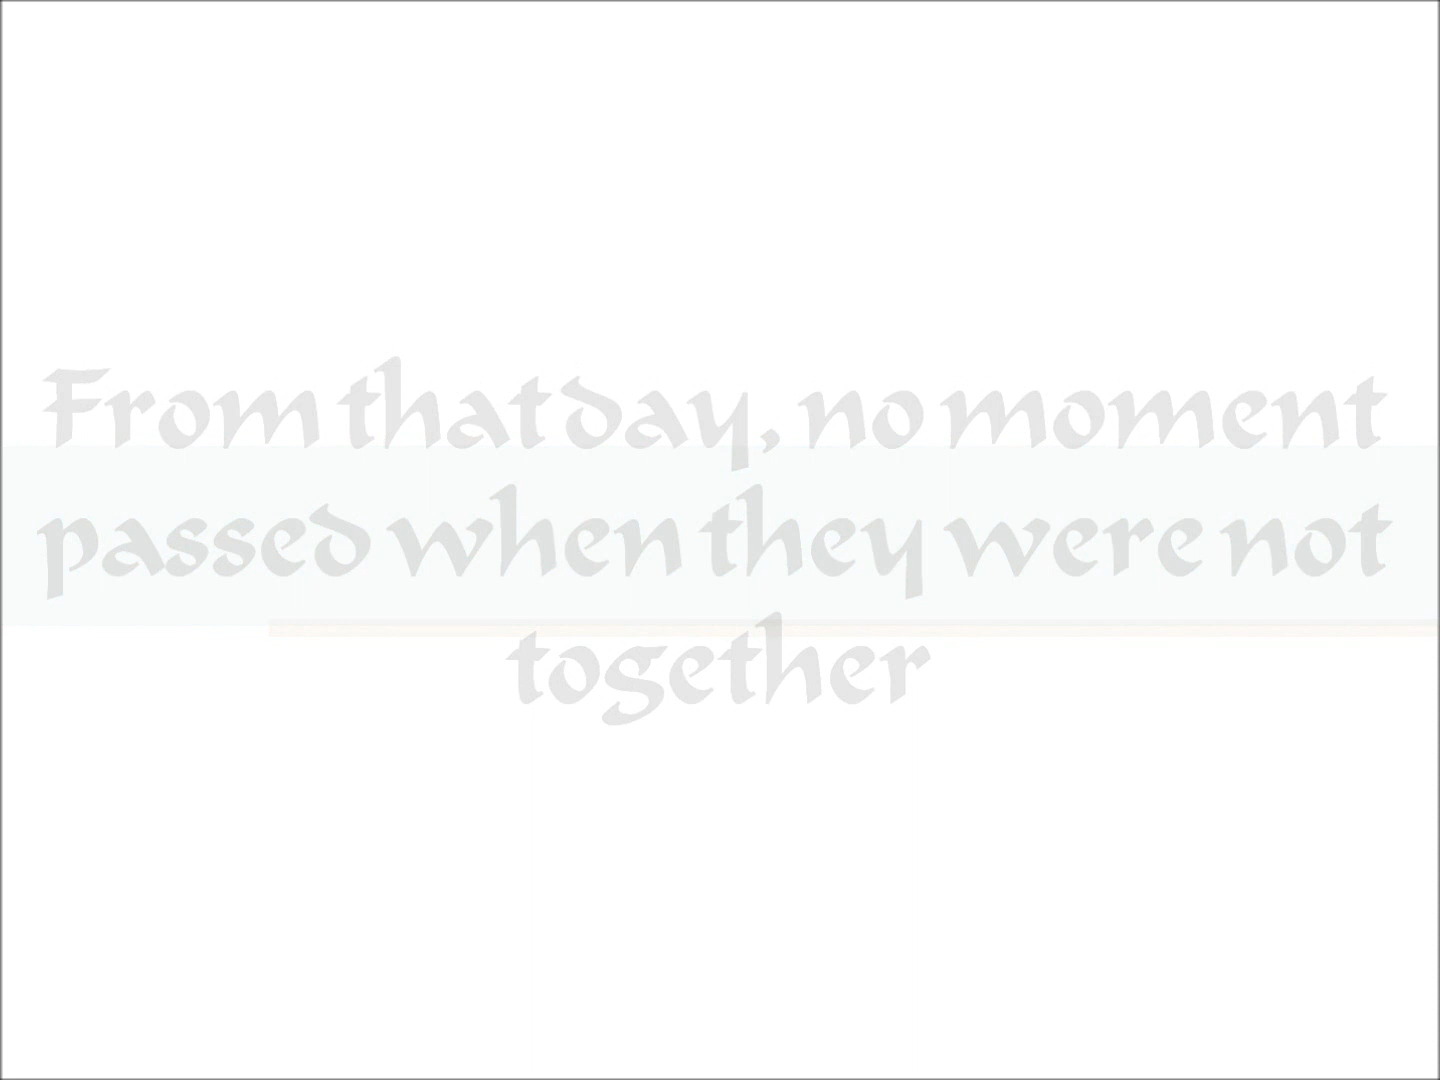 From that day, no moment
passed when they were not
together